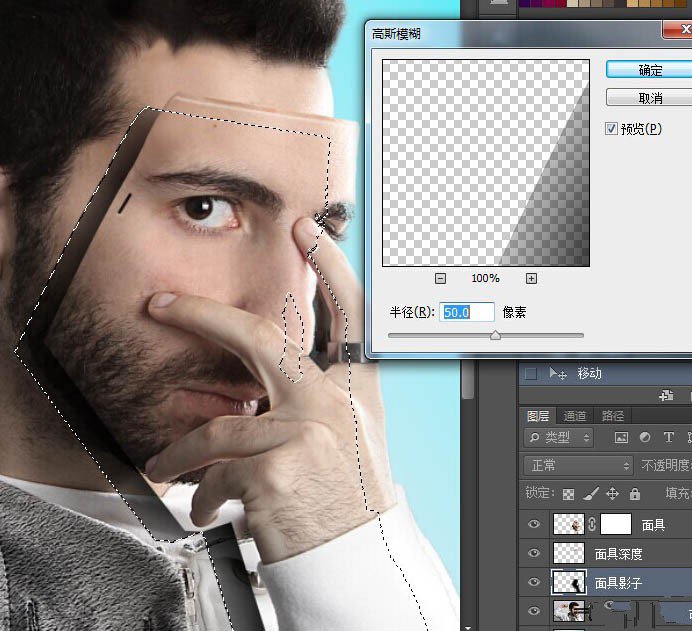 高斯模糊
确定
取消
预览(P)
100%
半径(R): 50.0 像素
移动
图层 通道 路径
类型
正常 不透明度
锁定: 填充
面具
面具深度
面具影子